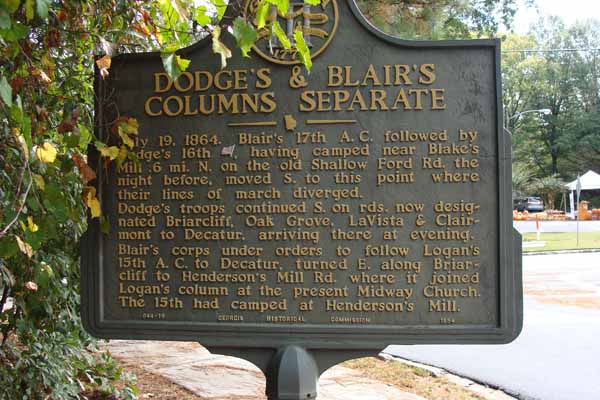 DODGE'S & BLAIR'S
COLUMNS SEPARATE
ly 19, 1864. Blair's 17th A.C. followed by
dge's 16th having camped near Blake's
Mill .6 mi. N. on the old Shallow Ford Rd. the
night before, moved S. to this point where
their lines of march diverged.
Dodge's troops continued S. on rds. now desig-
nated Briarcliff, Oak Grove, LaVista & Clair-
mont to Decatur, arriving there at evening.
Blair's corps under orders to follow Logan's
15th A.C. to Decatur, turned E. along Briar-
cliff to Henderson's Mill Rd. where it joined
Logan's column at the present Midway Church.
The 15th had camped at Henderson's Mill.
GEORGIA HISTORICAL COMMISSION